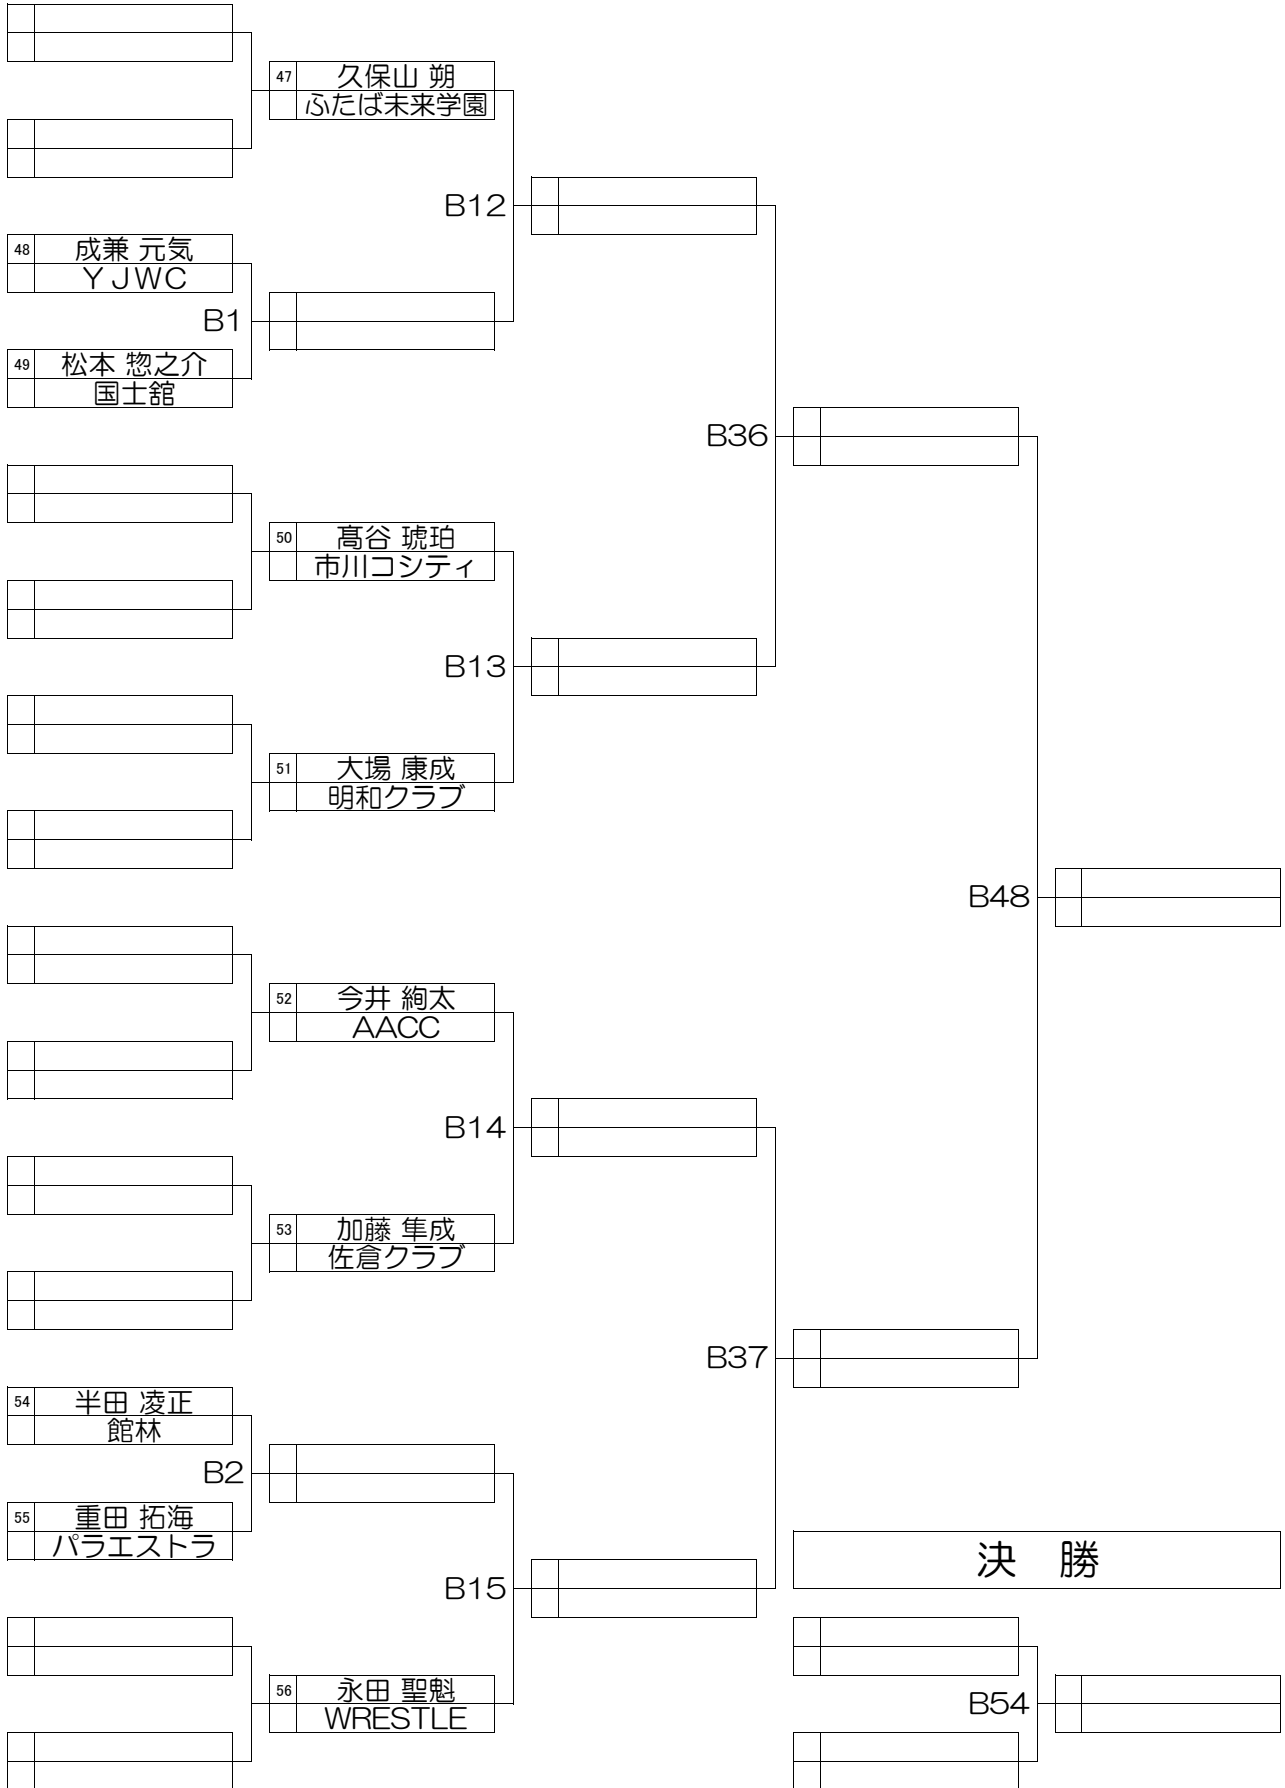 47 久保山 朔
ふたば未来学園
B12
48 成兼 元気
ＹＪＷＣ
B1
49 松本 惣之介
国士舘
B36
50 髙谷 琥珀
市川コシティ
B13
51 大場 康成
明和クラブ
B48
52 今井 絢太
AACC
B14
53 加藤 隼成
佐倉クラブ
B37
54 半田 凌正
館林
B2
55 重田 拓海
パラエストラ
決　勝
B15
56 永田 聖魁
WRESTLE
B54